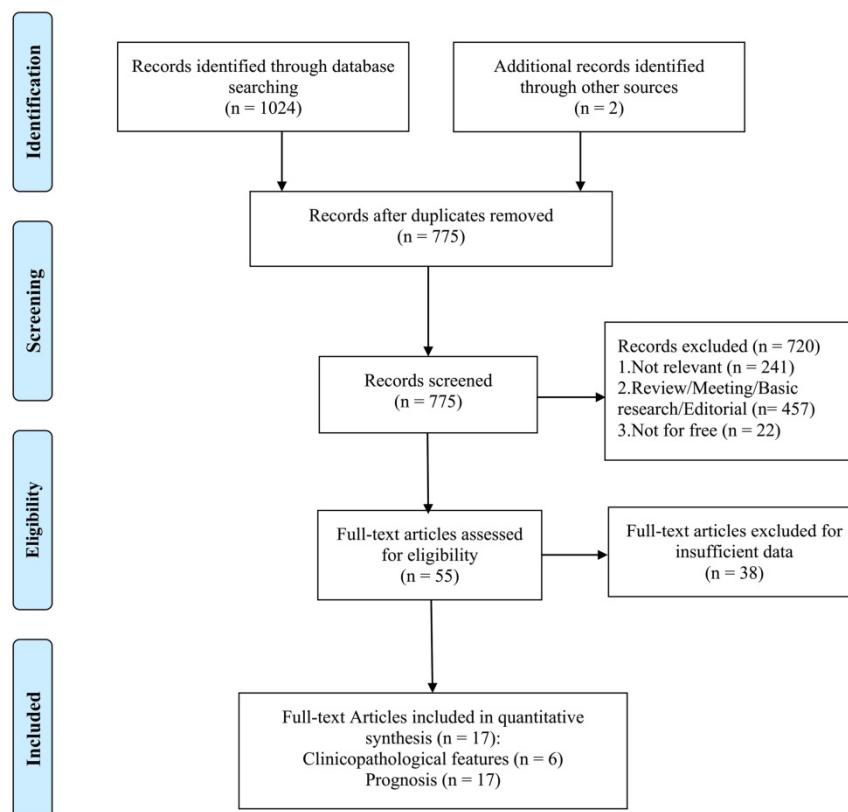 Identification
Records identified through database
searching
(n = 1024)
Additional records identified
through other sources
(n = 2)
Records after duplicates removed
(n = 775)
Screening
Records screened
(n = 775)
Records excluded (n = 720)
1.Not relevant (n = 241)
2.Review/Meeting/Basic
research/Editorial (n= 457)
3.Not for free (n = 22)
Eligibility
Full-text articles assessed
for eligibility
(n = 55)
Full-text articles excluded for
insufficient data
(n = 38)
Included
Full-text Articles included in quantitative
synthesis (n = 17):
Clinicopathological features (n = 6)
Prognosis (n = 17)